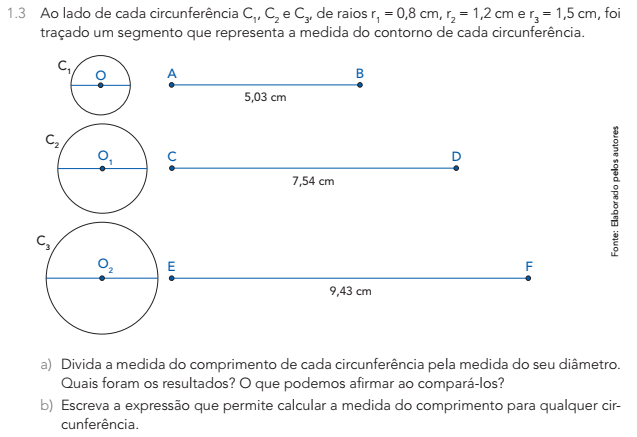 1.3 Ao lado de cada circunferência C₁, C₂ e C₃, de raios r₁ = 0,8 cm, r₂ = 1,2 cm e r₃ = 1,5 cm, foi
traçado um segmento que representa a medida do contorno de cada circunferência.
C₁
O
A
B
5,03 cm
C₂
O₁
C
D
7,54 cm
C₃
O₂
E
F
9,43 cm
Fonte: Elaborado pelos autores
a) Divida a medida do comprimento de cada circunferência pela medida do seu diâmetro.
Quais foram os resultados? O que podemos afirmar ao compará-los?
b) Escreva a expressão que permite calcular a medida do comprimento para qualquer cir-
cunferência.